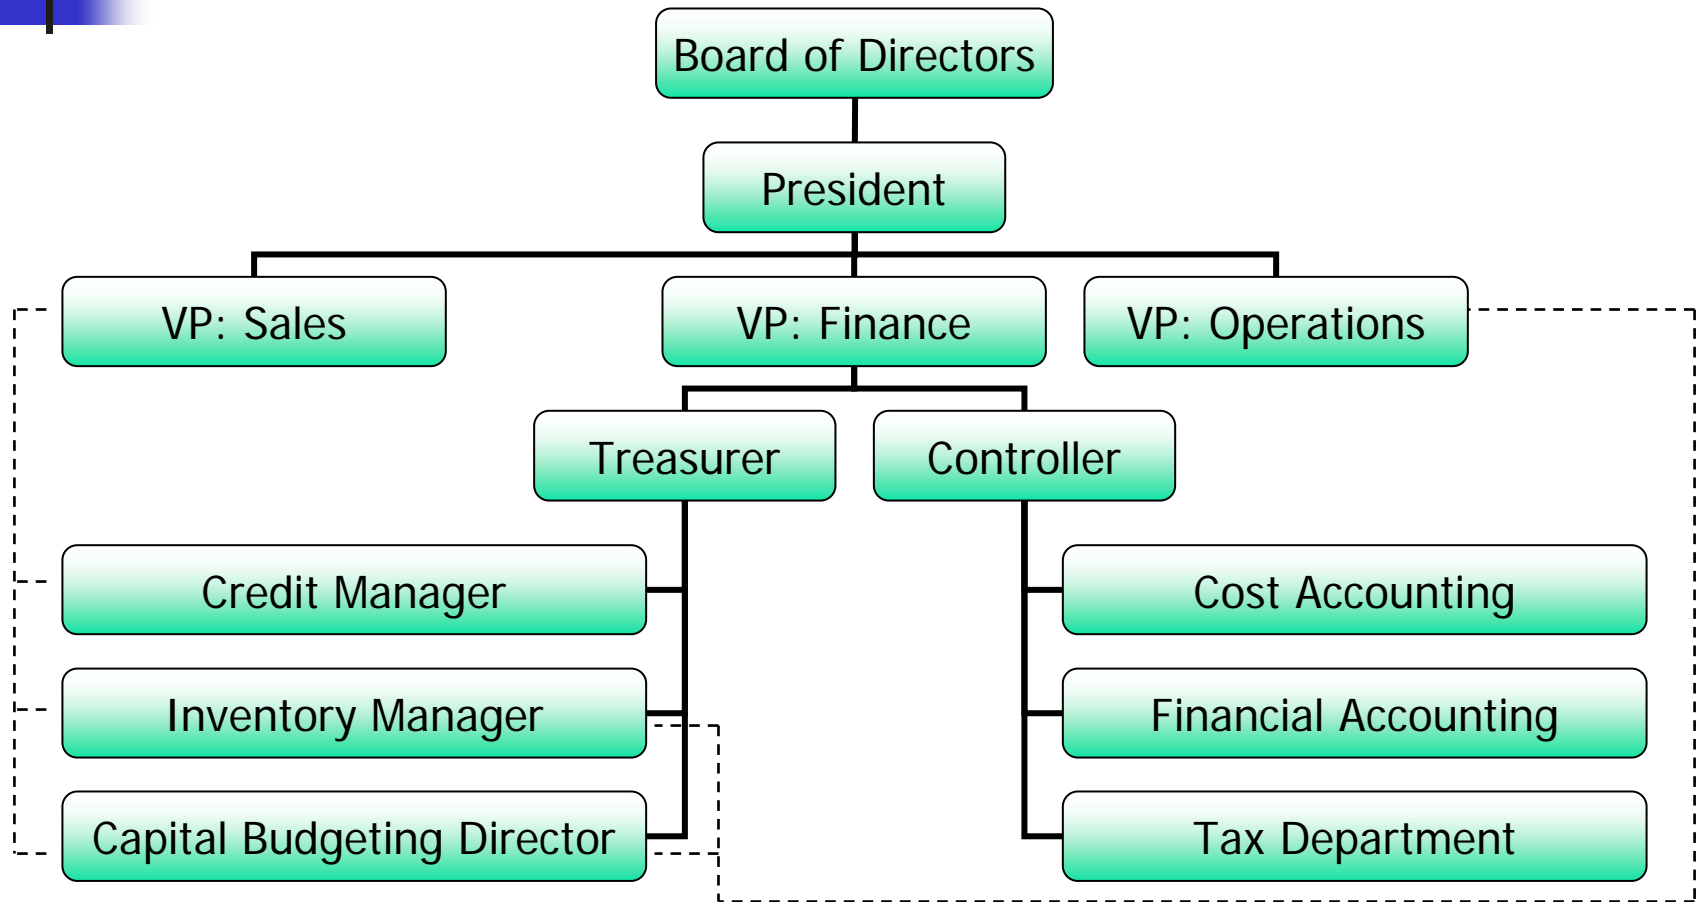 Board of Directors
President
VP: Sales
VP: Finance
VP: Operations
Treasurer
Controller
Credit Manager
Cost Accounting
Inventory Manager
Financial Accounting
Capital Budgeting Director
Tax Department